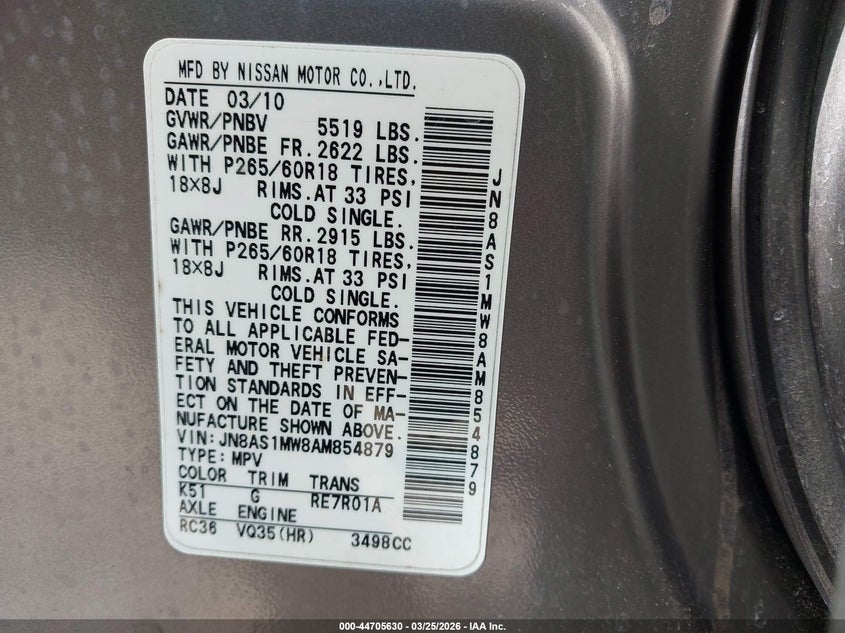 MFD BY NISSAN MOTOR CO.,LTD.
DATE 03/10
GVWR/PNBV 5519 LBS.
GAWR/PNBE FR.2622 LBS.
WITH P265/60R18 TIRES,
18X8J RIMS.AT 33 PSI
COLD SINGLE.
GAWR/PNBE RR.2915 LBS.
WITH P265/60R18 TIRES,
18X8J RIMS.AT 33 PSI
COLD SINGLE.
THIS VEHICLE CONFORMS
TO ALL APPLICABLE FED-
ERAL MOTOR VEHICLE SA-
FETY AND THEFT PREVEN-
TION STANDARDS IN EFF-
ECT ON THE DATE OF MA-
NUFACTURE SHOWN ABOVE.
VIN:JN8AS1MW8AM854879
TYPE:MPV
COLOR TRIM TRANS
K51 G RE7R01A
AXLE ENGINE
RC36 VQ35(HR) 3498CC
JN8AS1MW8AM854879
000-44705630 - 03/25/2026 - IAA Inc.